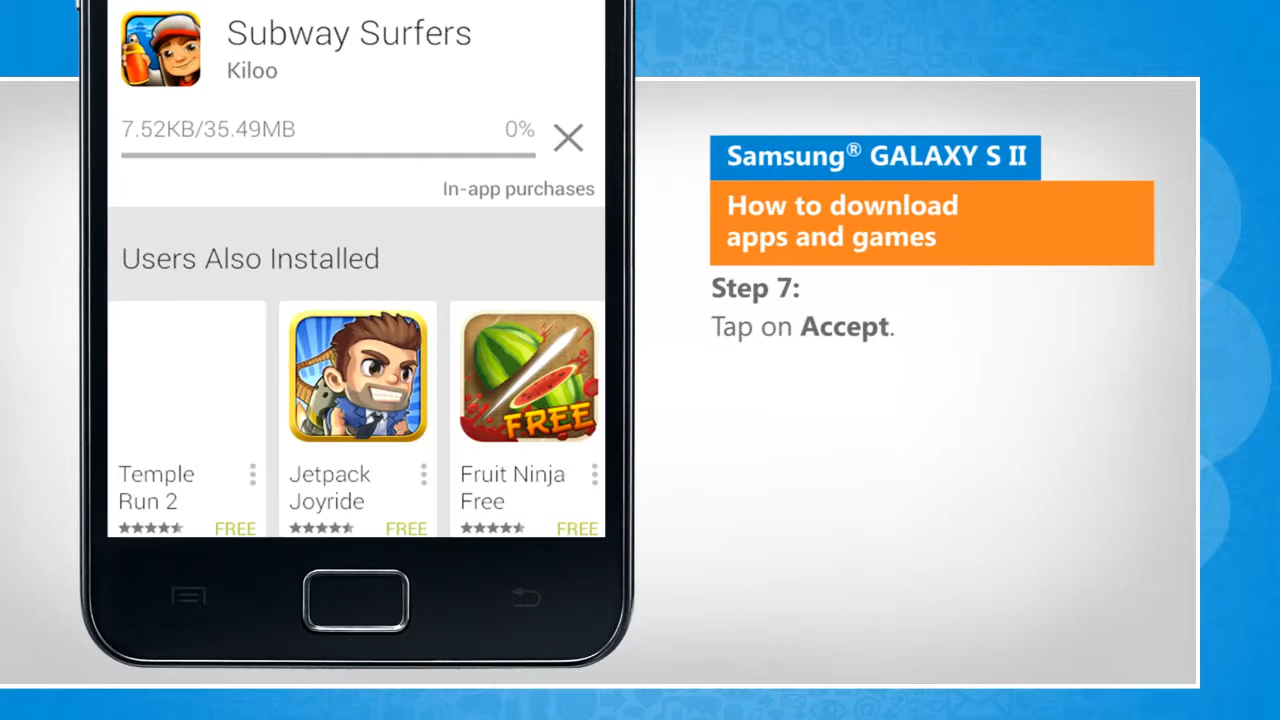 Subway Surfers
Kiloo
7.52KB/35.49MB 0%
In-app purchases
Users Also Installed
FREE
Temple
Run 2
FREE
Jetpack
Joyride
FREE
Fruit Ninja
Free
FREE
Samsung® GALAXY S II
How to download
apps and games
Step 7:
Tap on Accept.